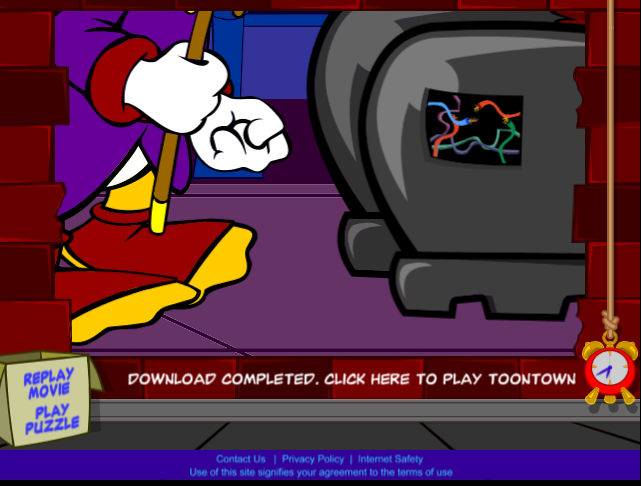 DOWNLOAD COMPLETED. CLICK HERE TO PLAY TOONTOWN
REPLAY
MOVIE
PLAY
PUZZLE
Contact Us | Privacy Policy | Internet Safety
Use of this site signifies your agreement to the terms of use